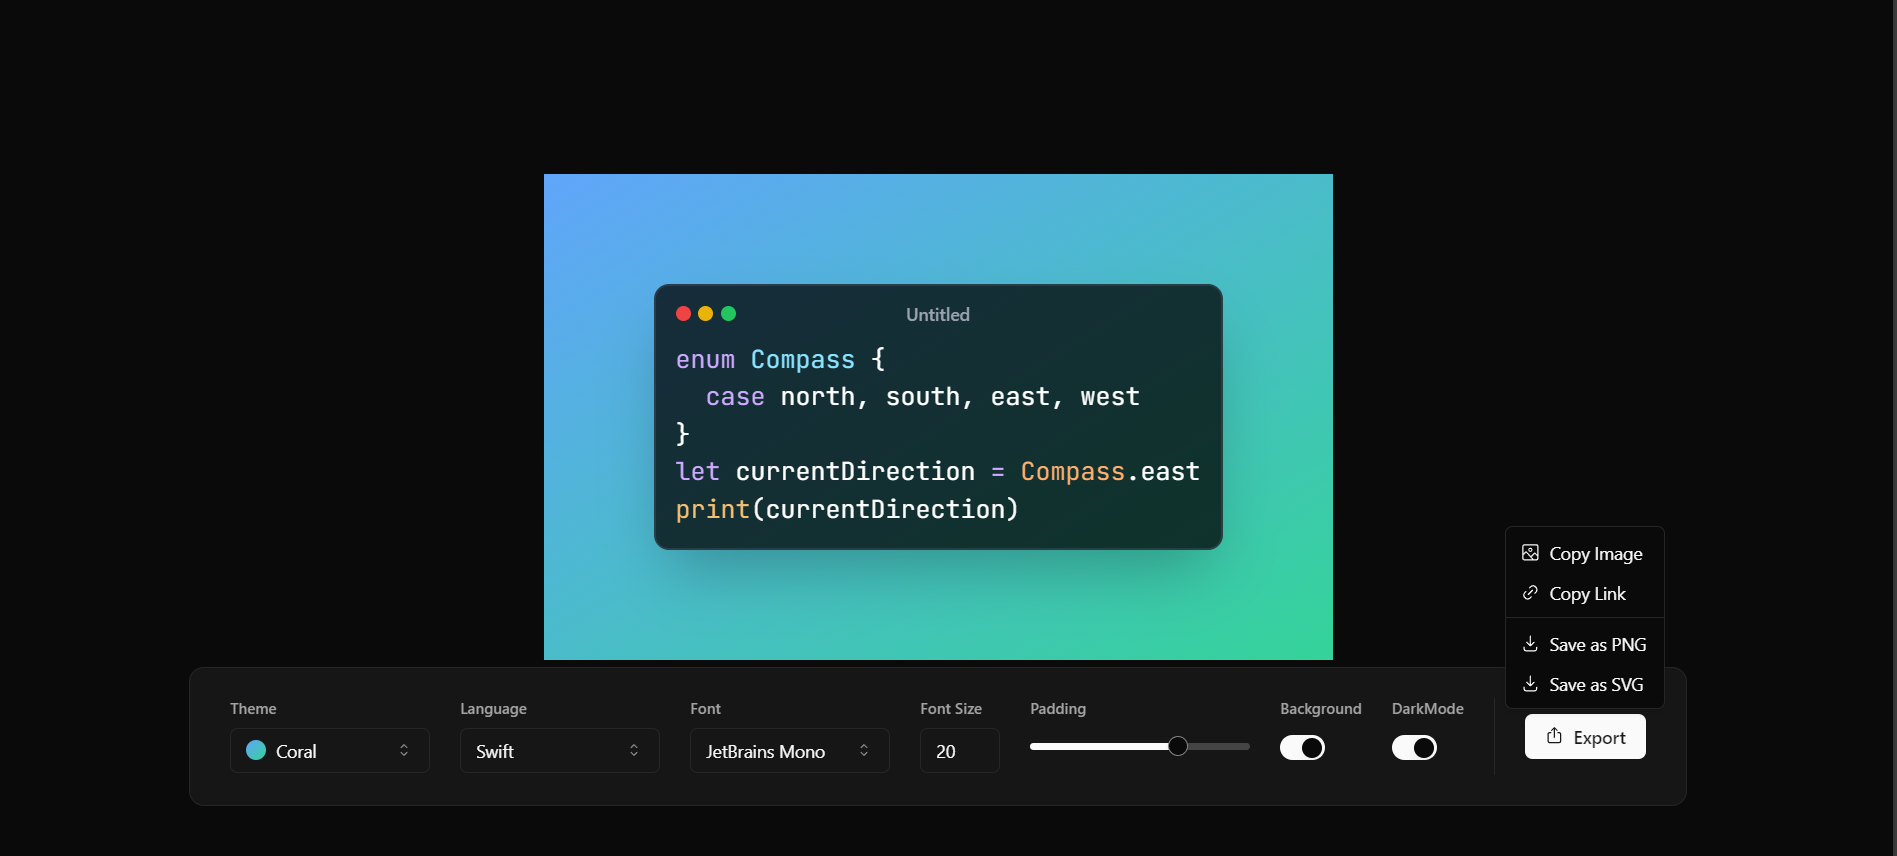 Untitled
enum Compass {
  case north, south, east, west
}
let currentDirection = Compass.east
print(currentDirection)
Copy Image
Copy Link
Save as PNG
Save as SVG
Theme
Coral
Language
Swift
Font
JetBrains Mono
Font Size
20
Padding
Background
DarkMode
Export